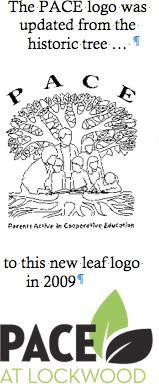 The PACE logo was
updated from the
historic tree … ¶
PACE
Parents Active in Cooperative Education
to this new leaf logo
in 2009¶
PACE
AT LOCKWOOD